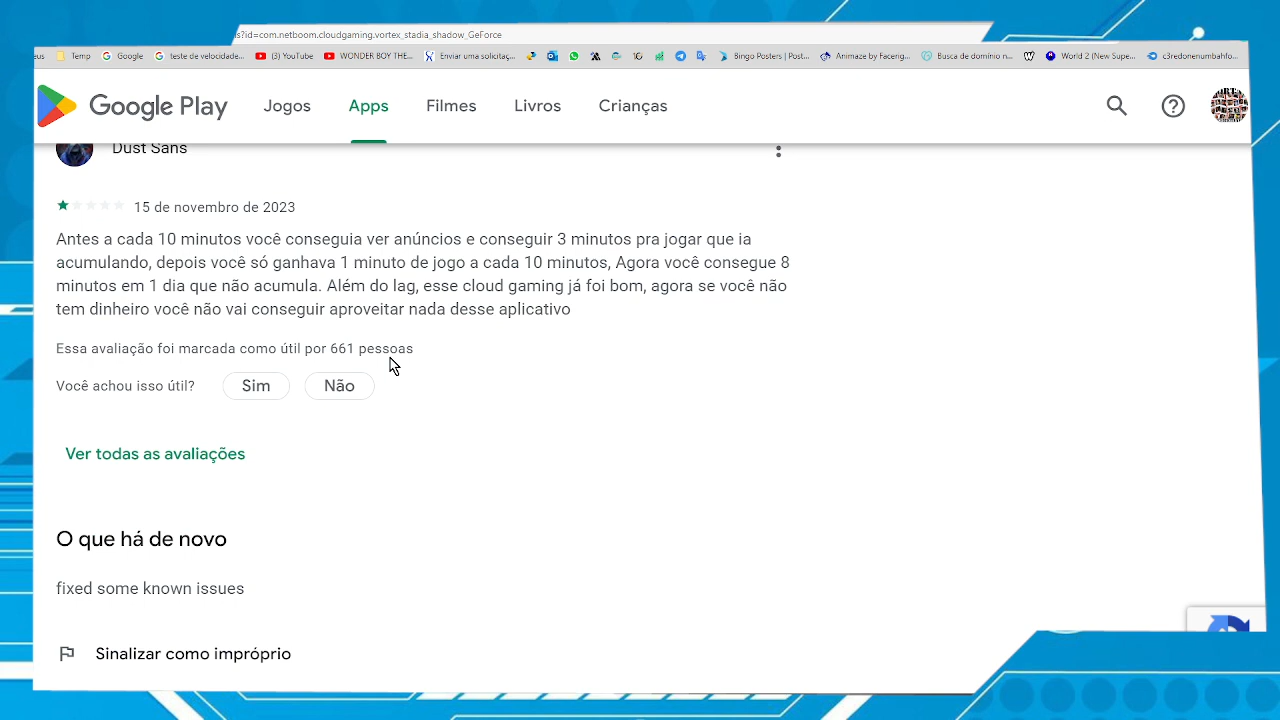 s?id=com.netboom.cloudgaming.vortex_stadia_shadow_GeForce
eus Temp Google teste de velocidade... (3) YouTube WONDER BOY THE... Enviar uma solicitaç... Bingo Posters | Post... Animaze by Facerig... Busca de domínio n... World 2 (New Supe... c3redonenumbahfo...
Google Play Jogos Apps Filmes Livros Crianças
Dust Sans
15 de novembro de 2023
Antes a cada 10 minutos você conseguia ver anúncios e conseguir 3 minutos pra jogar que ia
acumulando, depois você só ganhava 1 minuto de jogo a cada 10 minutos, Agora você consegue 8
minutos em 1 dia que não acumula. Além do lag, esse cloud gaming já foi bom, agora se você não
tem dinheiro você não vai conseguir aproveitar nada desse aplicativo
Essa avaliação foi marcada como útil por 661 pessoas
Você achou isso útil? Sim Não
Ver todas as avaliações
O que há de novo
fixed some known issues
Sinalizar como impróprio